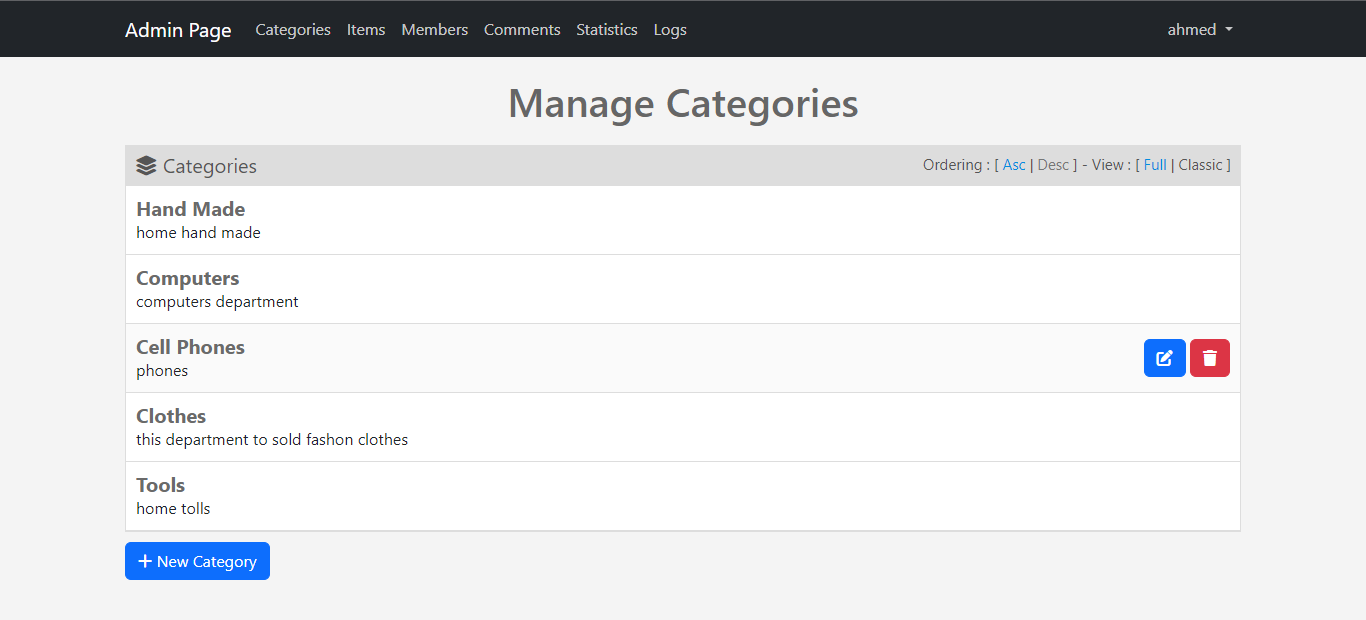 Admin Page Categories Items Members Comments Statistics Logs ahmed
Manage Categories
Categories Ordering : [ Asc | Desc ] - View : [ Full | Classic ]
Hand Made
home hand made
Computers
computers department
Cell Phones
phones
Clothes
this department to sold fashon clothes
Tools
home tolls
+ New Category